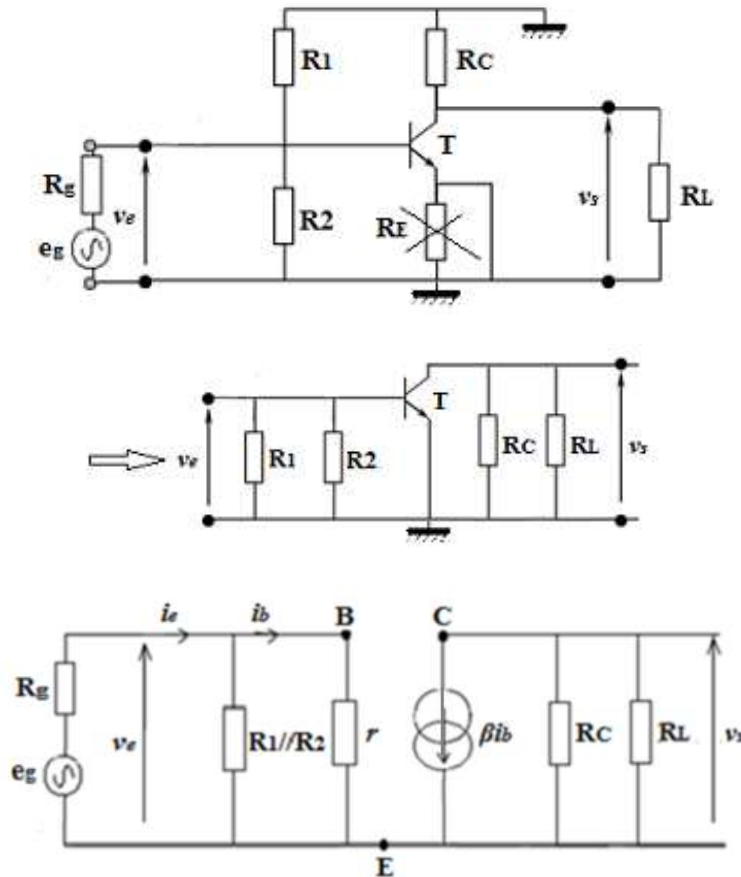 R1 RC
T
Rg ve R2 RE vs RL
eg
T
ve R1 R2 RC RL vs
ie ib B C
Rg
ve R1//R2 r βib RC RL vs
eg
E